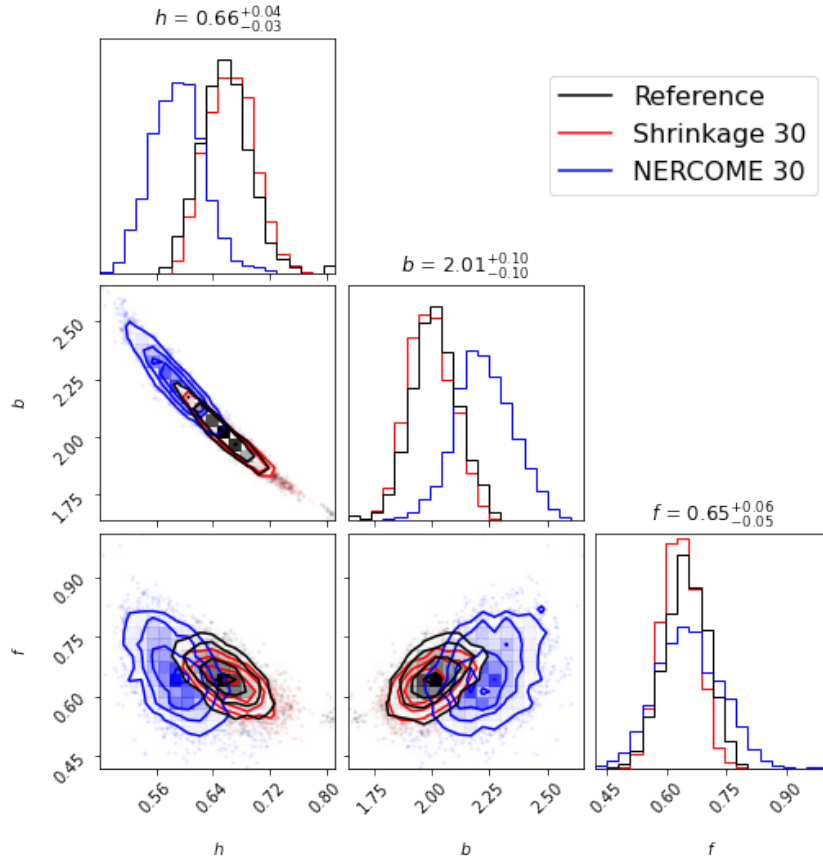 h = 0.66+0.04−0.03
Reference
Shrinkage 30
NERCOME 30
b = 2.01+0.10−0.10
2.50
2.25
2.00
1.75
b
f = 0.65+0.06−0.05
0.90
0.75
0.60
0.45
f
0.56 0.64 0.72 0.80
1.75 2.00 2.25 2.50
0.45 0.60 0.75 0.90
h b f